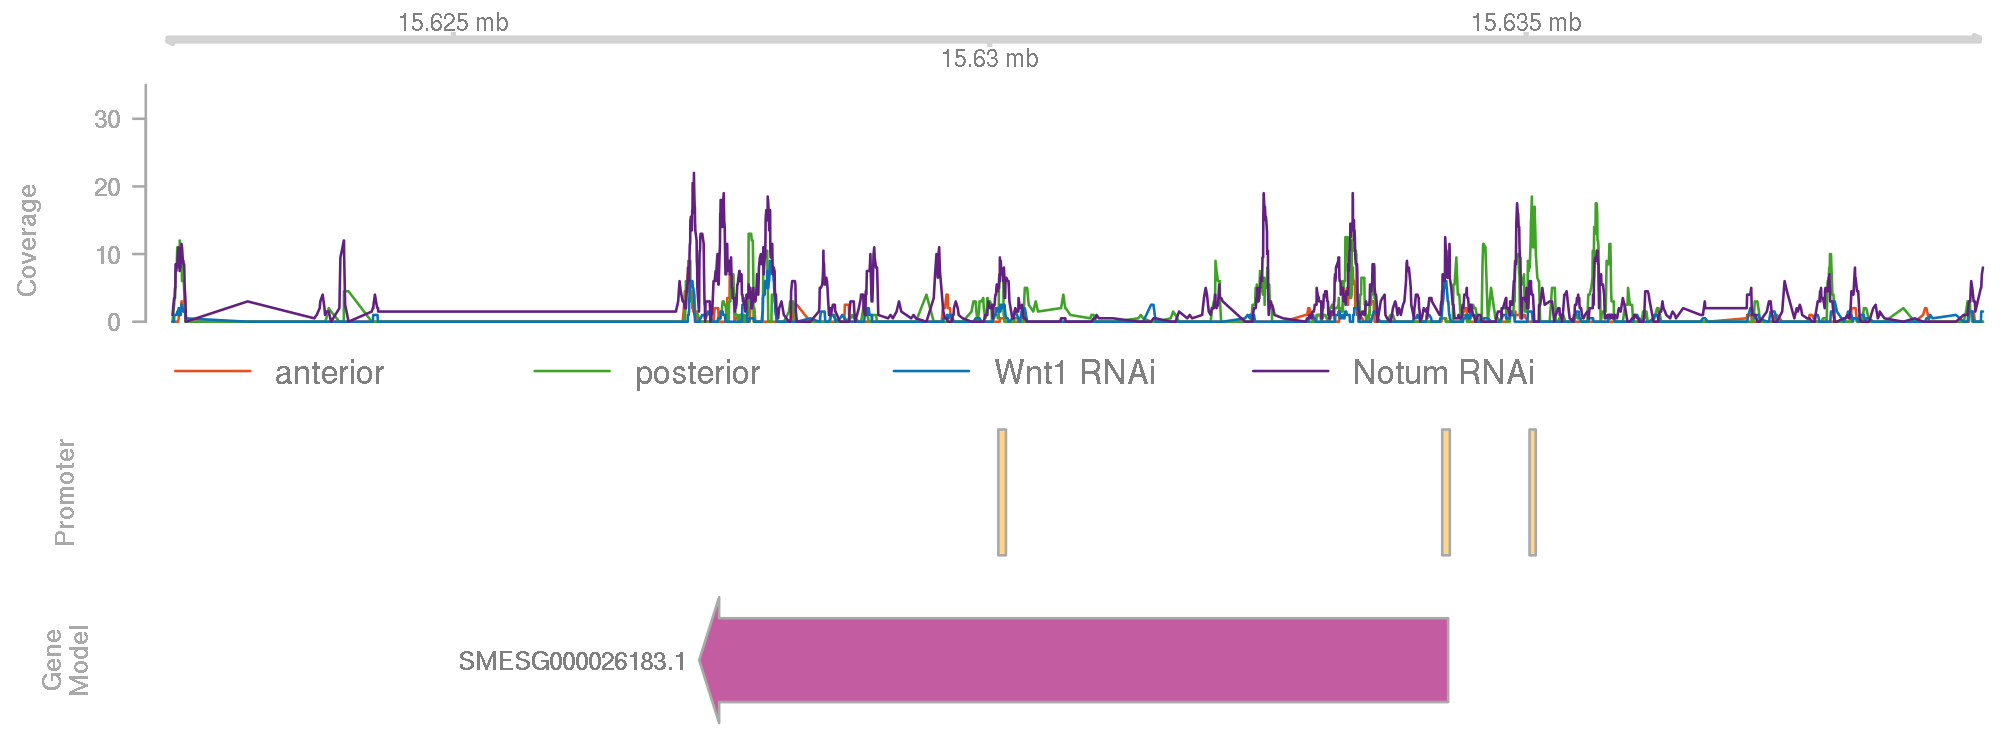 15.625 mb
15.635 mb
15.63 mb
Coverage
30
20
10
0
anterior
posterior
Wnt1 RNAi
Notum RNAi
Promoter
Gene
Model
SMESG000026183.1